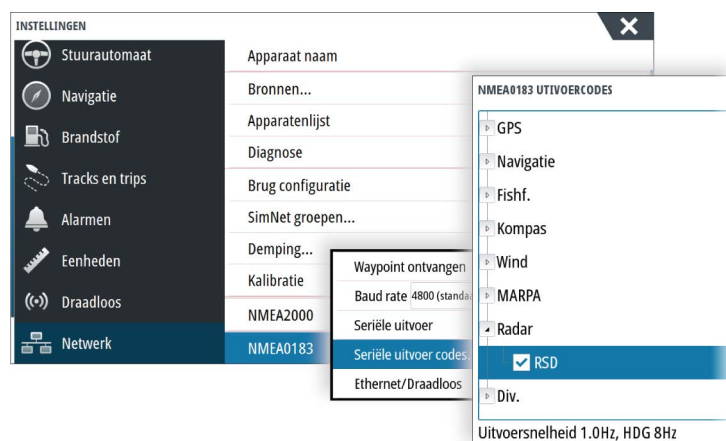 INSTELLINGEN
Stuurautomaat
Navigatie
Brandstof
Tracks en trips
Alarmen
Eenheden
Draadloos
Netwerk
Apparaat naam
Bronnen...
Apparatenlijst
Diagnose
Brug configuratie
SimNet groepen...
Demping...
Kalibratie
NMEA2000
NMEA0183
Waypoint ontvangen
Baud rate 4800 (standaa
Seriële uitvoer
Seriële uitvoer codes.
Ethernet/Draadloos
NMEA0183 UTIVOERCODES
GPS
Navigatie
Fishf.
Kompas
Wind
MARPA
Radar
RSD
Div.
Uitvoersnelheid 1.0Hz, HDG 8Hz